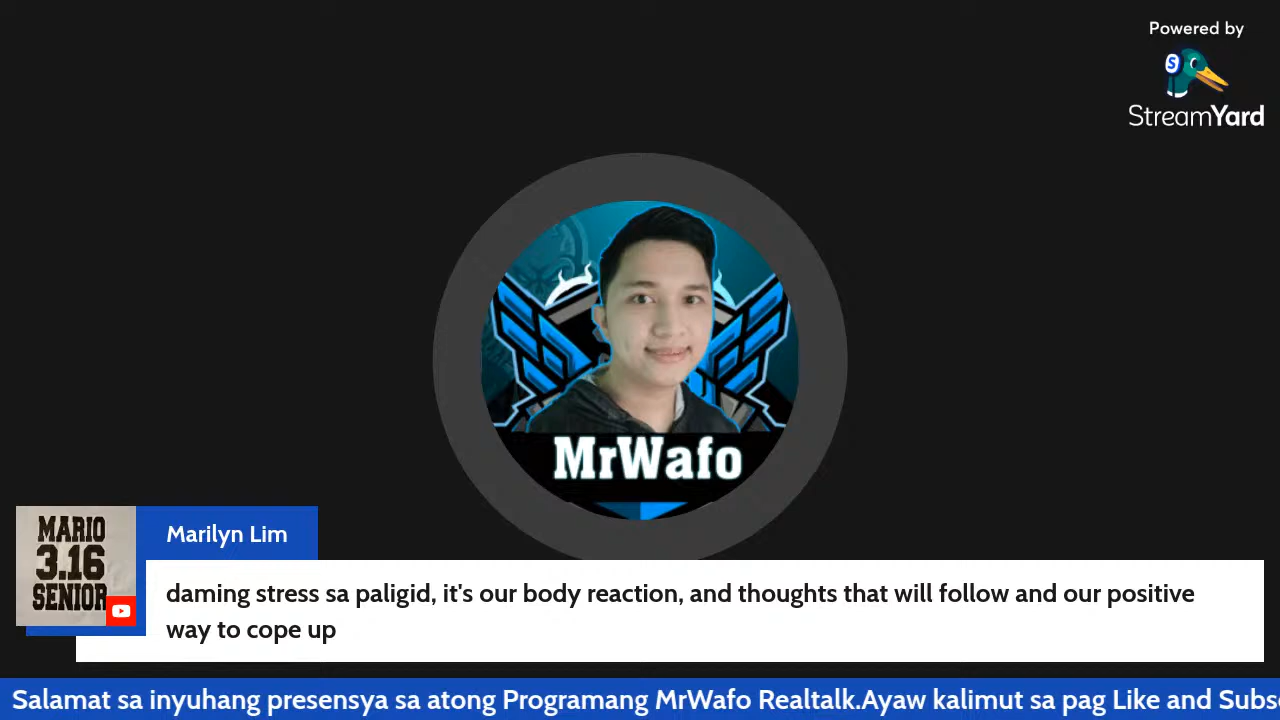 Powered by
S
StreamYard
MrWafo
MARIO
3.16
SENIOR
Marilyn Lim
daming stress sa paligid, it's our body reaction, and thoughts that will follow and our positive
way to cope up
Salamat sa inyuhang presensya sa atong Programang MrWafo Realtalk.Ayaw kalimut sa pag Like and Subs